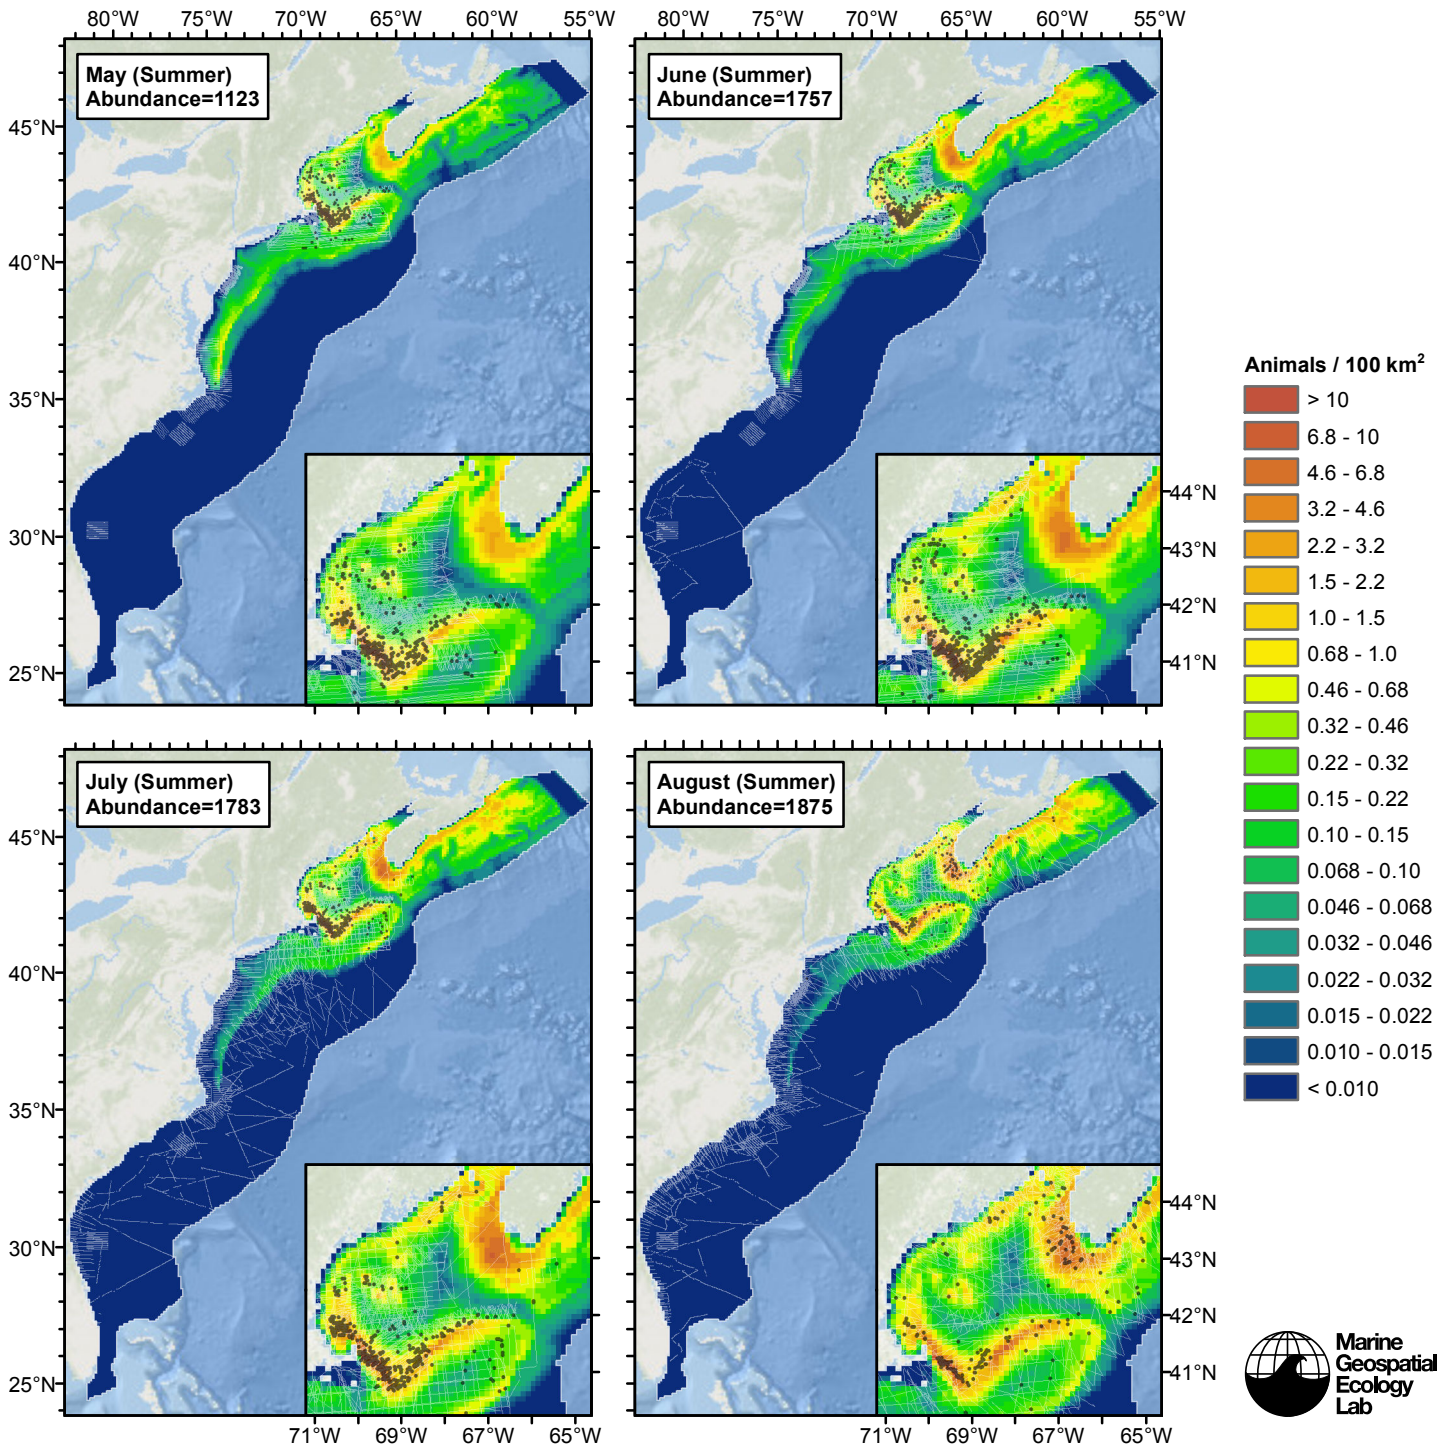 80°W 75°W 70°W 65°W 60°W 55°W
80°W 75°W 70°W 65°W 60°W 55°W
May (Summer)
Abundance=1123
June (Summer)
Abundance=1757
45°N
40°N
35°N
30°N
25°N
44°N
43°N
42°N
41°N
July (Summer)
Abundance=1783
August (Summer)
Abundance=1875
45°N
40°N
35°N
30°N
25°N
44°N
43°N
42°N
41°N
71°W 69°W 67°W 65°W
71°W 69°W 67°W 65°W
Animals / 100 km²
> 10
6.8 - 10
4.6 - 6.8
3.2 - 4.6
2.2 - 3.2
1.5 - 2.2
1.0 - 1.5
0.68 - 1.0
0.46 - 0.68
0.32 - 0.46
0.22 - 0.32
0.15 - 0.22
0.10 - 0.15
0.068 - 0.10
0.046 - 0.068
0.032 - 0.046
0.022 - 0.032
0.015 - 0.022
0.010 - 0.015
< 0.010
Marine
Geospatial
Ecology
Lab